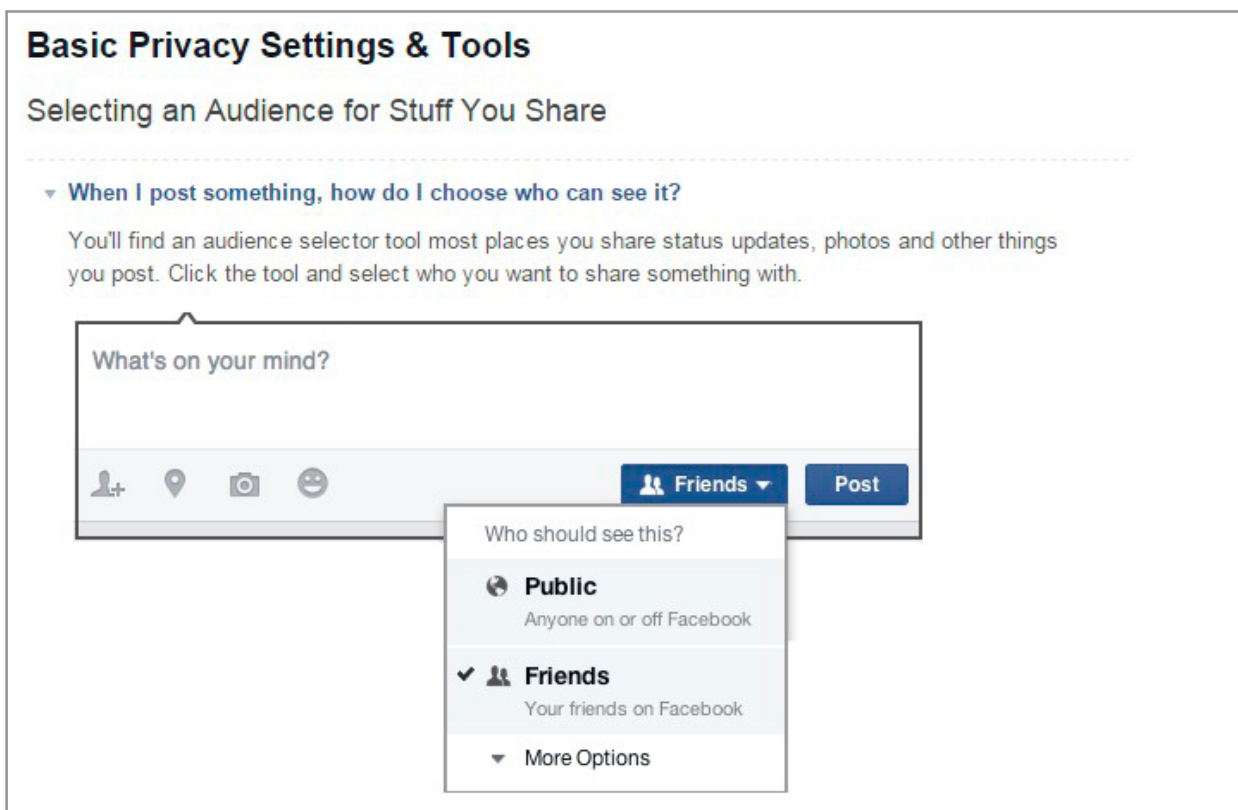 Basic Privacy Settings & Tools
Selecting an Audience for Stuff You Share
When I post something, how do I choose who can see it?
You'll find an audience selector tool most places you share status updates, photos and other things
you post. Click the tool and select who you want to share something with.
What's on your mind?
Friends
Post
Who should see this?
Public
Anyone on or off Facebook
Friends
Your friends on Facebook
More Options